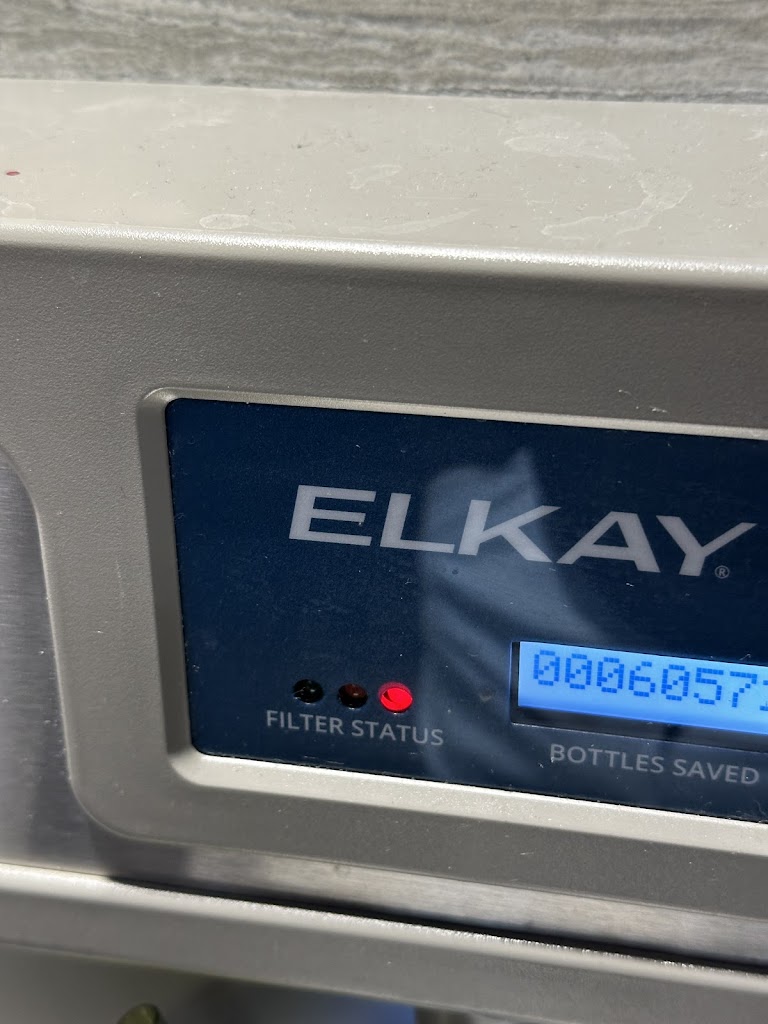 ELKAY®
0006057
FILTER STATUS
BOTTLES SAVED